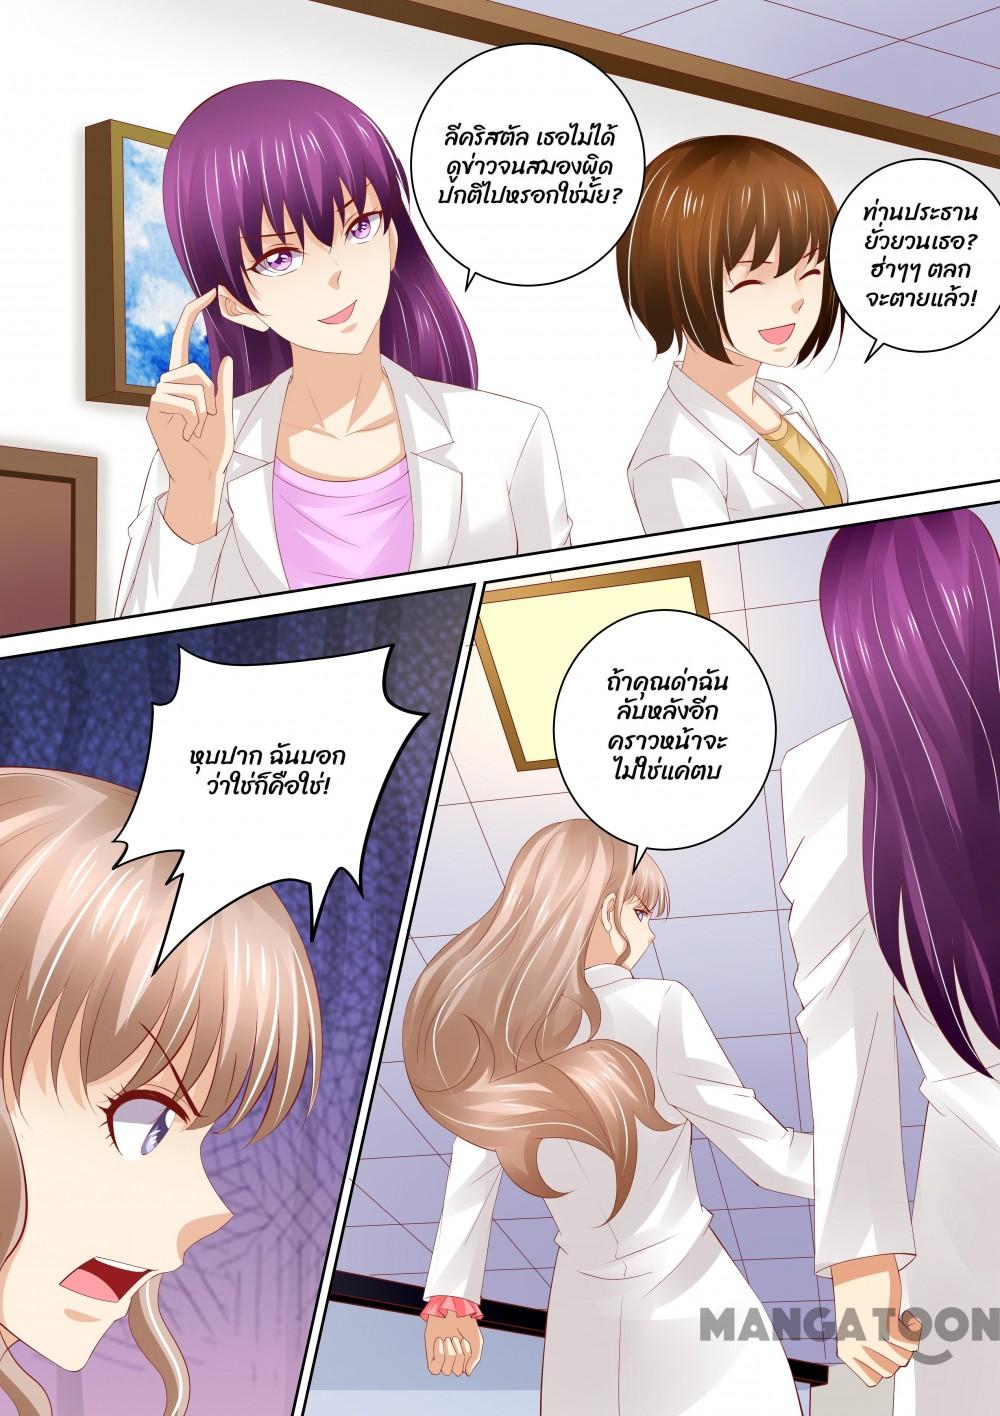 ลีคริสตัล เธอไม่ได้
ดูข่าวจนสมองผิด
ปกติไปหรอกใช่มั้ย?
ท่านประธาน
ยั่วยวนเธอ?
ฮ่าๆๆ ตลก
จะตายแล้ว!
หุบปาก ฉันบอก
ว่าใช่ก็คือใช่!
ถ้าคุณด่าฉัน
ลับหลังอีก
คราวหน้าจะ
ไม่ใช่แค่ตบ
MANGATOON